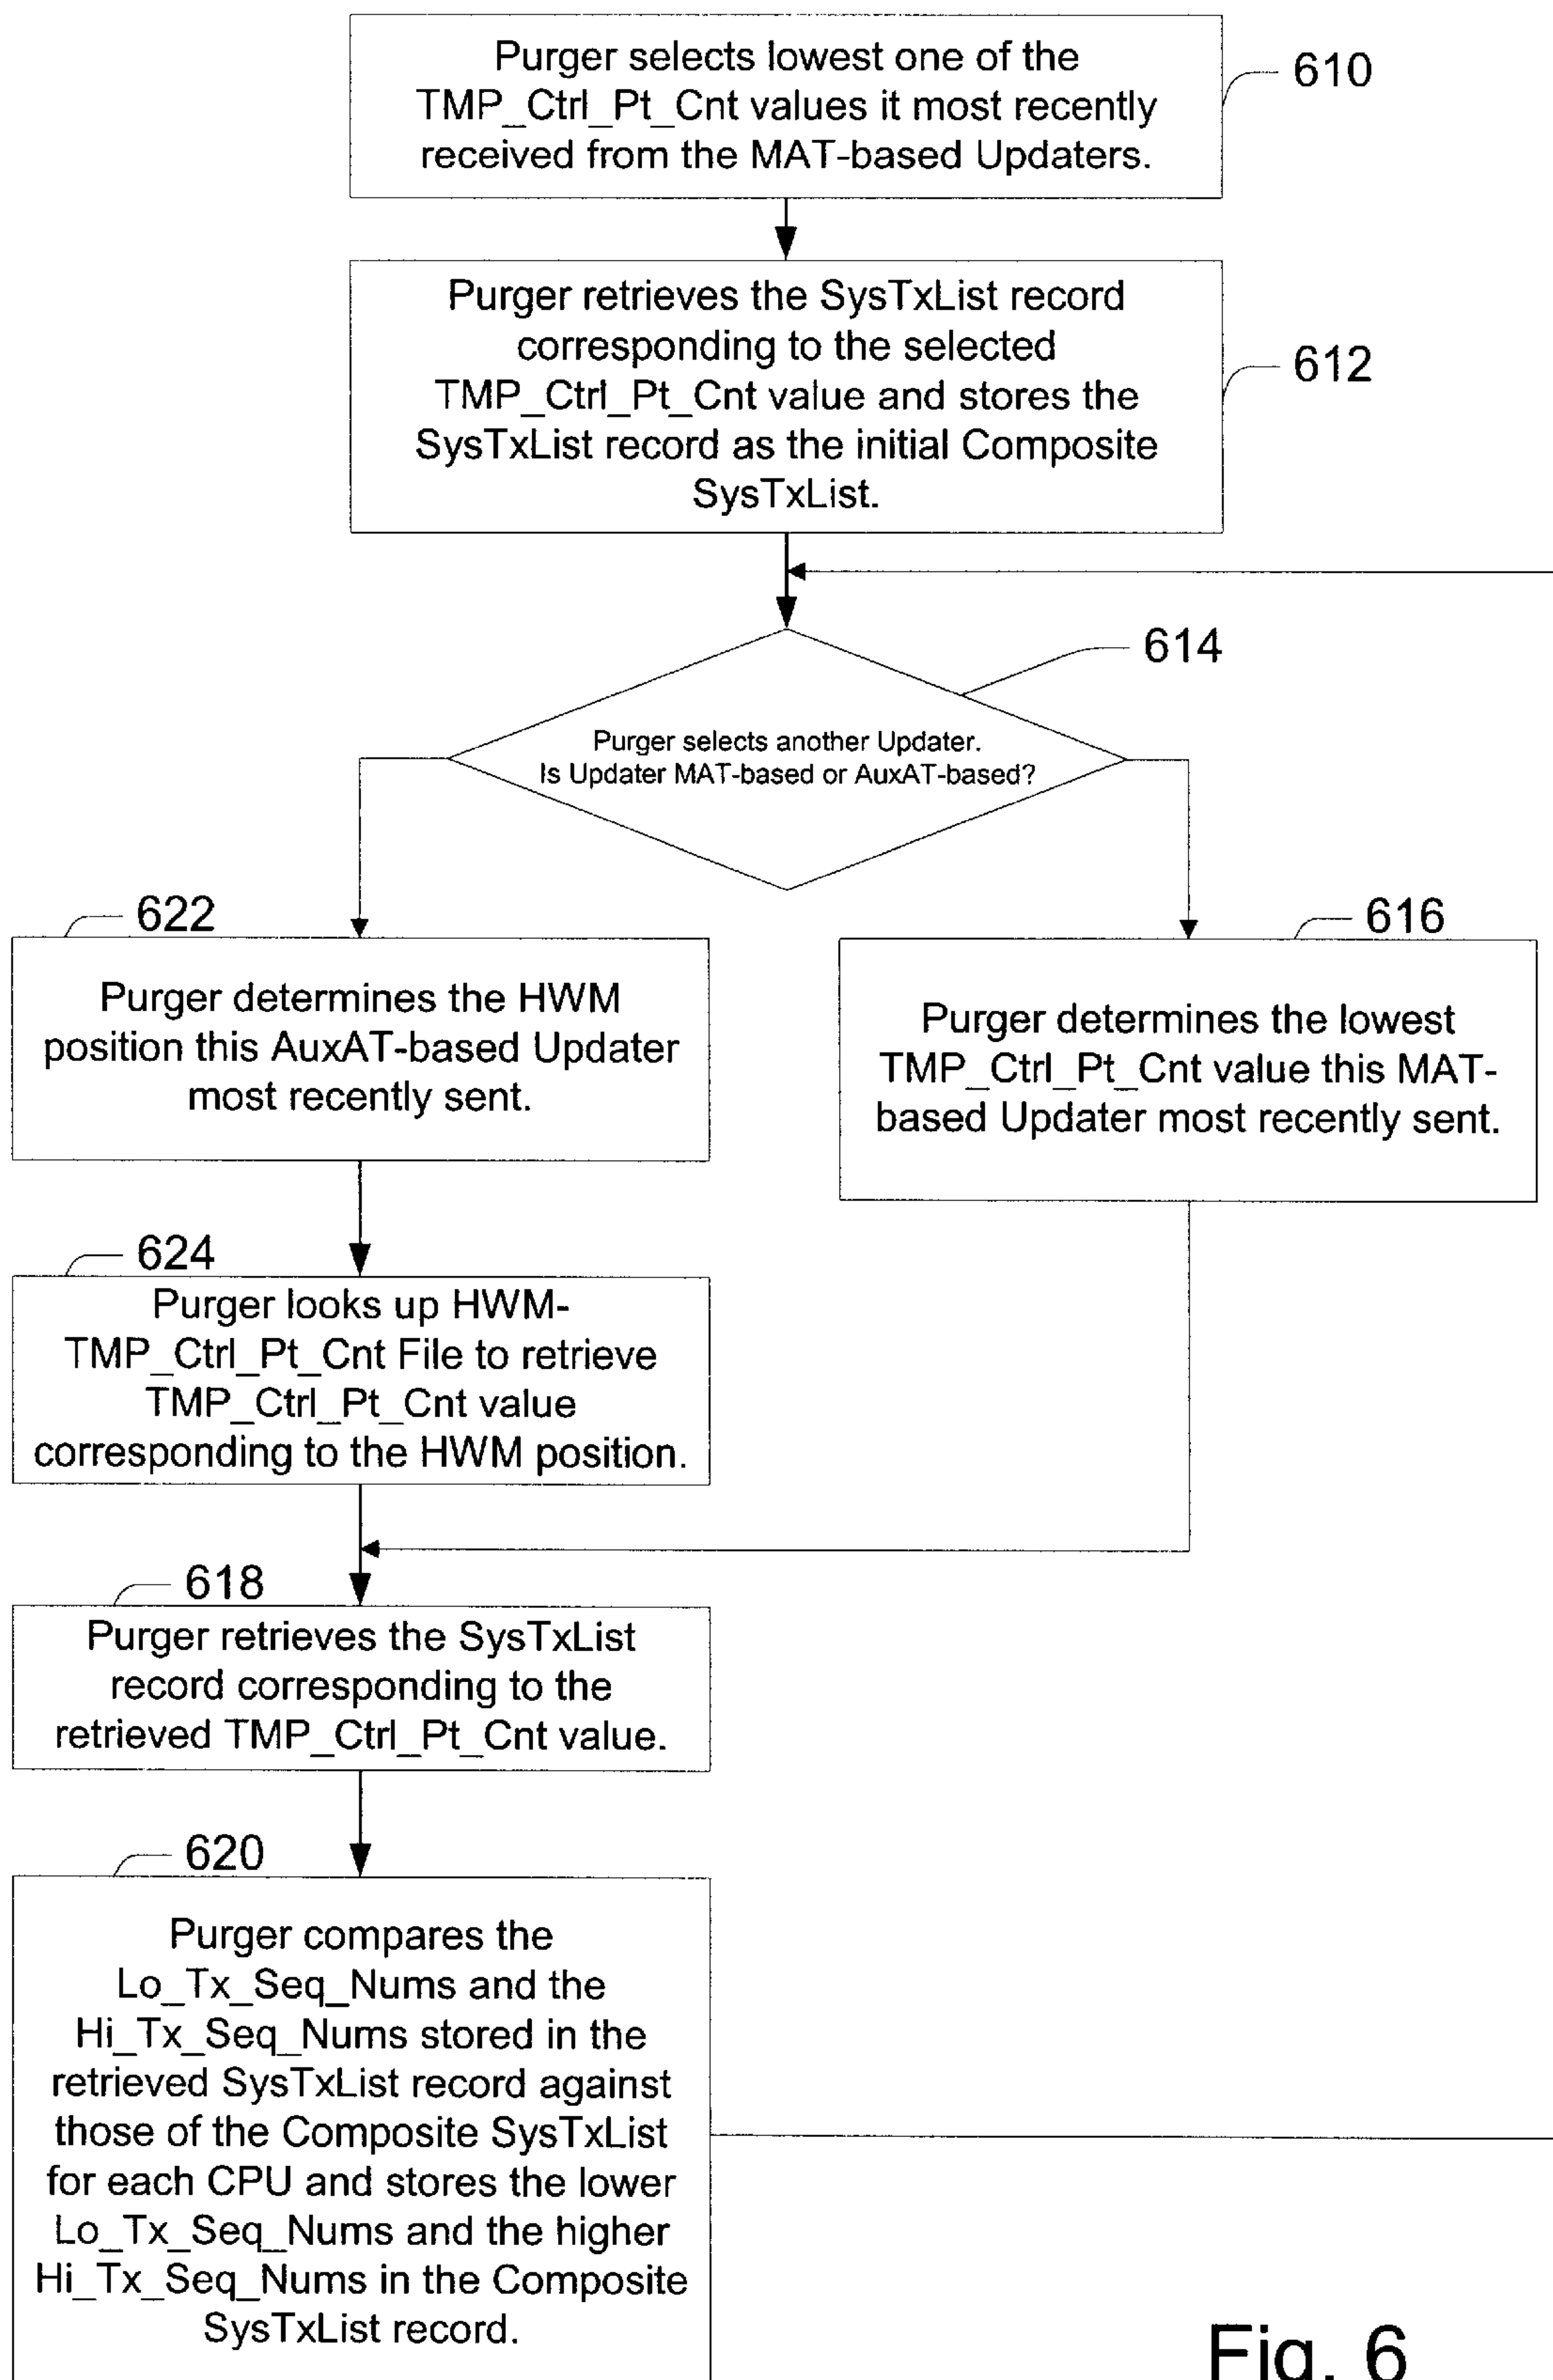 Purger selects lowest one of the
TMP_Ctrl_Pt_Cnt values it most recently
received from the MAT-based Updaters.
610
Purger retrieves the SysTxList record
corresponding to the selected
TMP_Ctrl_Pt_Cnt value and stores the
SysTxList record as the initial Composite
SysTxList.
612
614
Purger selects another Updater.
Is Updater MAT-based or AuxAT-based?
622
Purger determines the HWM
position this AuxAT-based Updater
most recently sent.
616
Purger determines the lowest
TMP_Ctrl_Pt_Cnt value this MAT-
based Updater most recently sent.
624
Purger looks up HWM-
TMP_Ctrl_Pt_Cnt File to retrieve
TMP_Ctrl_Pt_Cnt value
corresponding to the HWM position.
618
Purger retrieves the SysTxList
record corresponding to the
retrieved TMP_Ctrl_Pt_Cnt value.
620
Purger compares the
Lo_Tx_Seq_Nums and the
Hi_Tx_Seq_Nums stored in the
retrieved SysTxList record against
those of the Composite SysTxList
for each CPU and stores the lower
Lo_Tx_Seq_Nums and the higher
Hi_Tx_Seq_Nums in the Composite
SysTxList record.
Fig. 6